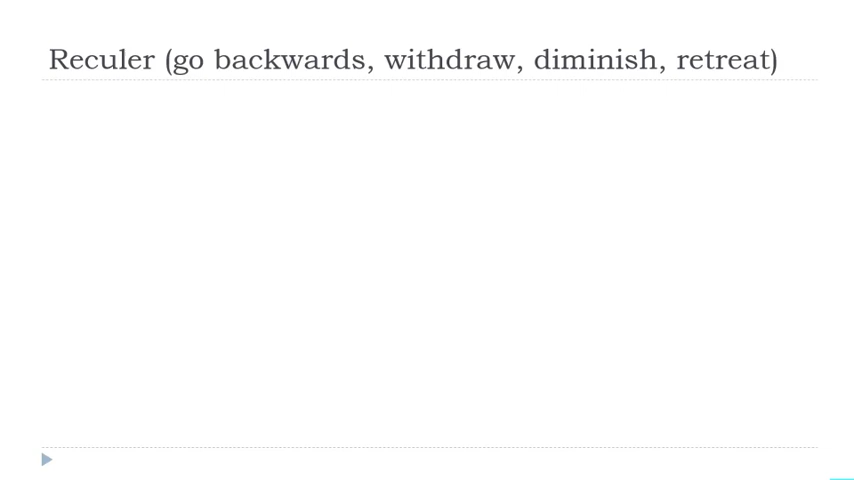 Reculer (go backwards, withdraw, diminish, retreat)